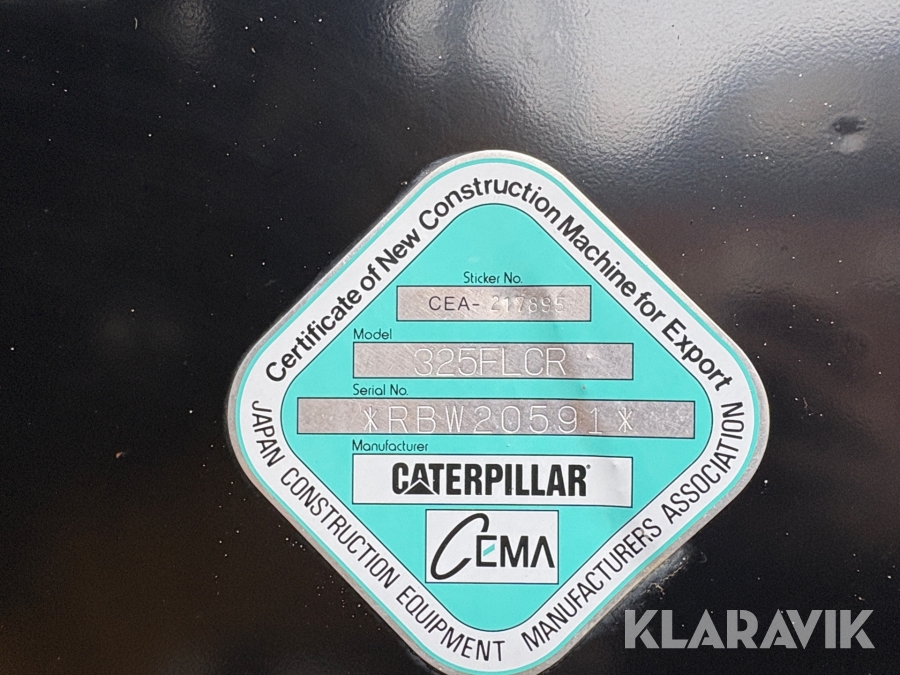 Certificate of New Construction Machine for Export
Sticker No.
CEA- 217695
Model
325FLCR
Serial No.
*RBW20591*
Manufacturer
CATERPILLAR
CEMA
JAPAN CONSTRUCTION EQUIPMENT MANUFACTURERS ASSOCIATION
KLARAVIK